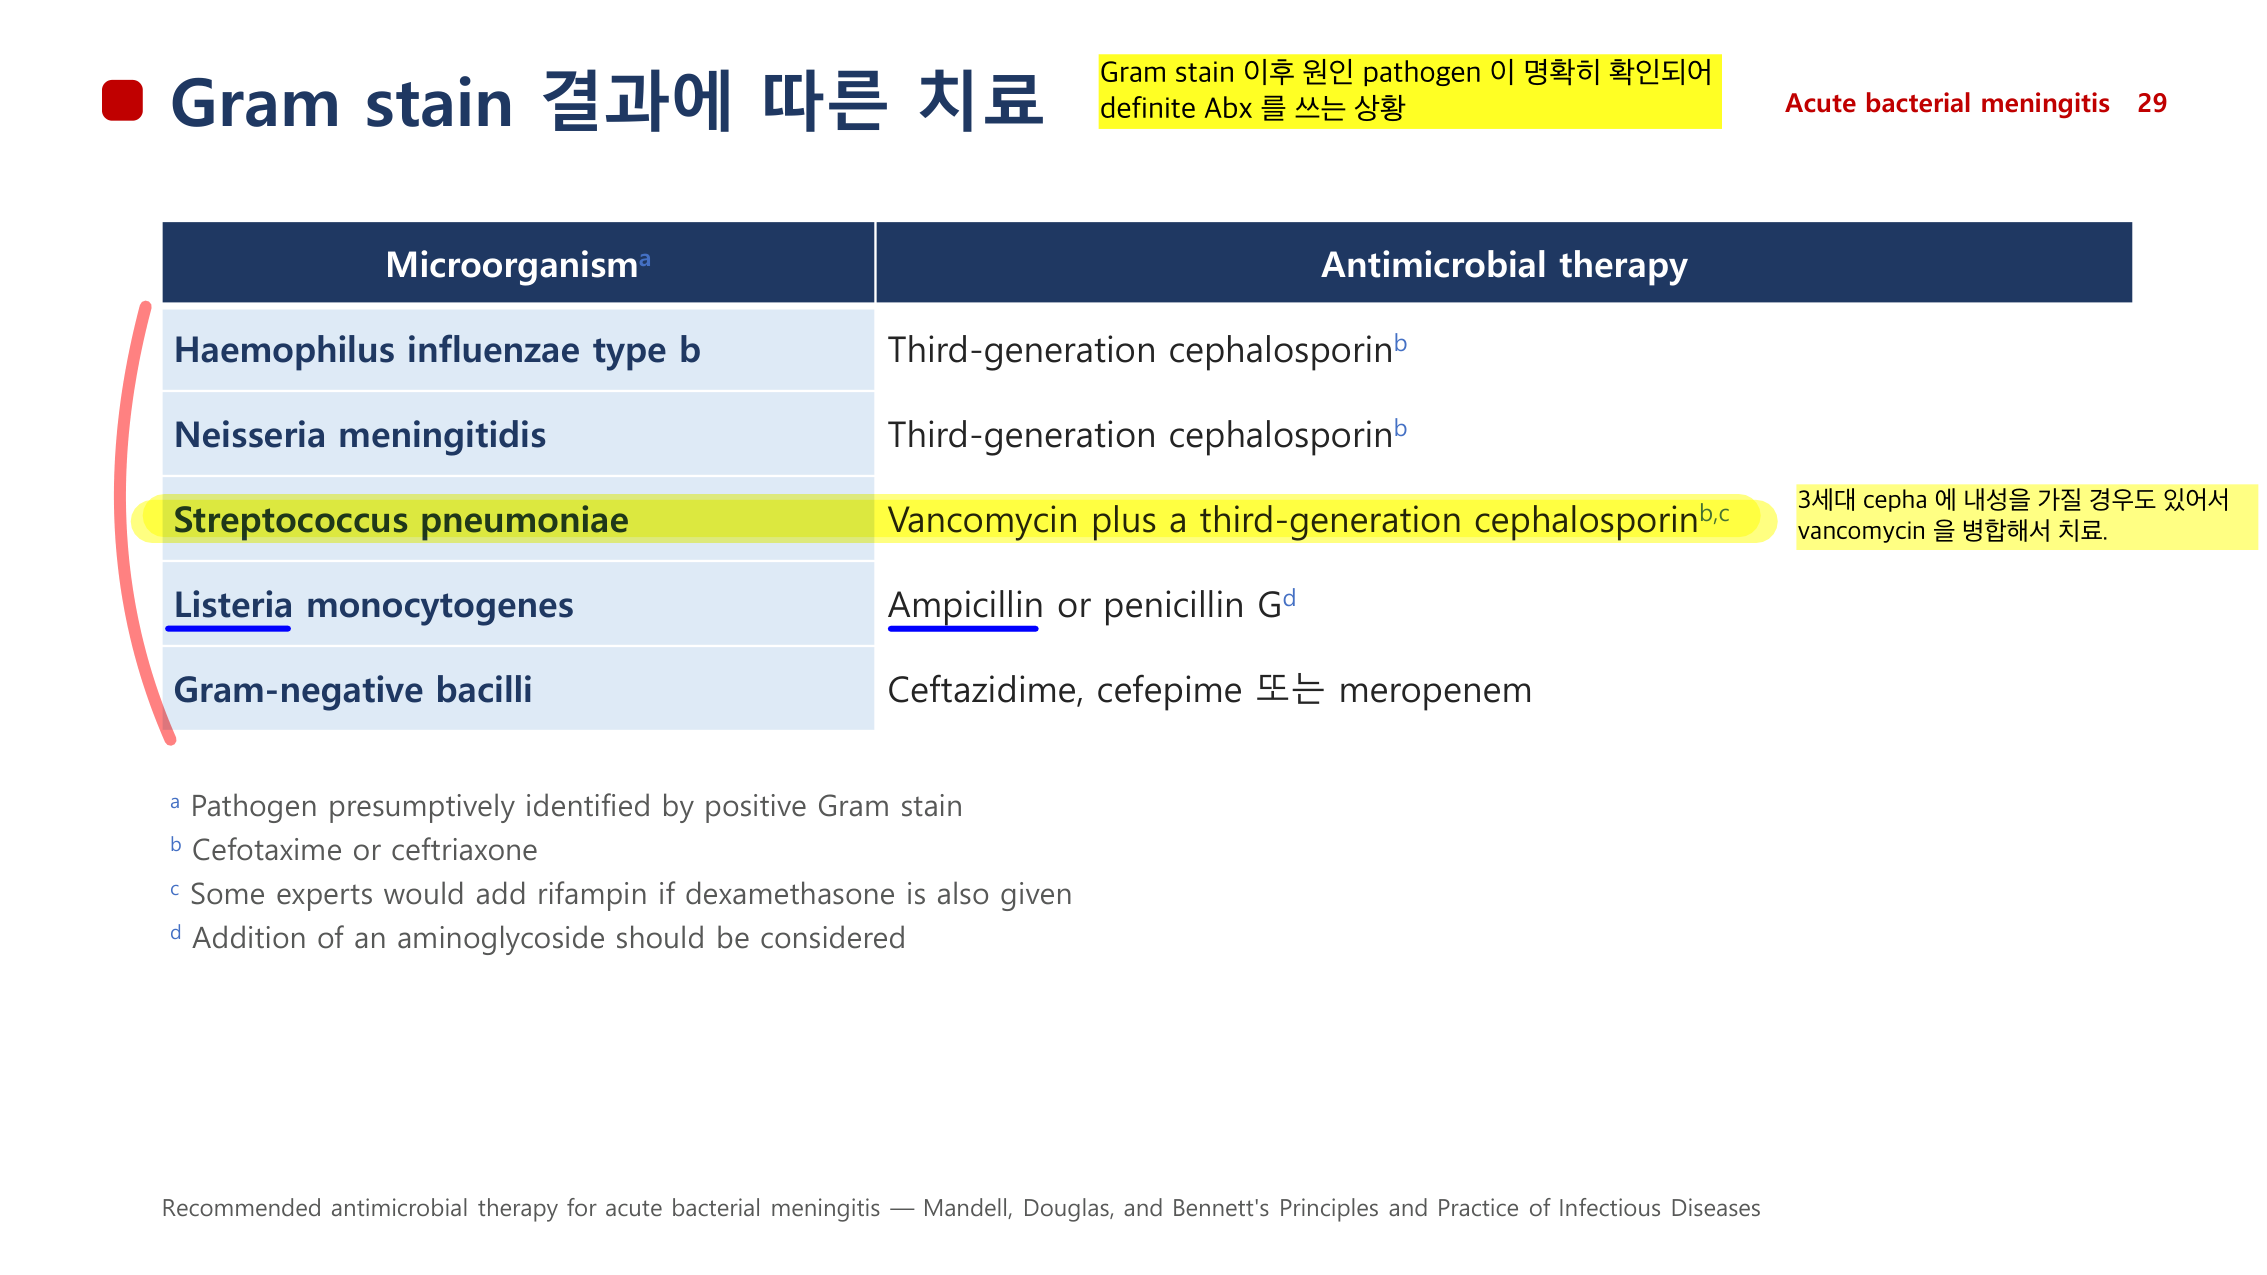 Gram stain 결과에 따른 치료
Gram stain 이후 원인 pathogen 이 명확히 확인되어
definite Abx 를 쓰는 상황
Acute bacterial meningitis 29
Microorganismᵃ
Antimicrobial therapy
Haemophilus influenzae type b
Third-generation cephalosporinᵇ
Neisseria meningitidis
Third-generation cephalosporinᵇ
Streptococcus pneumoniae
Vancomycin plus a third-generation cephalosporinᵇ,ᶜ
3세대 cepha 에 내성을 가질 경우도 있어서
vancomycin 을 병합해서 치료.
Listeria monocytogenes
Ampicillin or penicillin Gᵈ
Gram-negative bacilli
Ceftazidime, cefepime 또는 meropenem
ᵃ Pathogen presumptively identified by positive Gram stain
ᵇ Cefotaxime or ceftriaxone
ᶜ Some experts would add rifampin if dexamethasone is also given
ᵈ Addition of an aminoglycoside should be considered
Recommended antimicrobial therapy for acute bacterial meningitis — Mandell, Douglas, and Bennett's Principles and Practice of Infectious Diseases